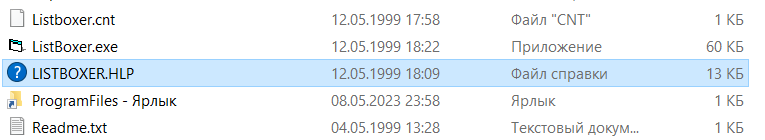 Listboxer.cnt 12.05.1999 17:58 Файл "CNT" 1 КБ
ListBoxer.exe 12.05.1999 18:22 Приложение 60 КБ
LISTBOXER.HLP 12.05.1999 18:09 Файл справки 13 КБ
ProgramFiles - Ярлык 08.05.2023 23:58 Ярлык 1 КБ
Readme.txt 04.05.1999 13:28 Текстовый докум... 1 КБ